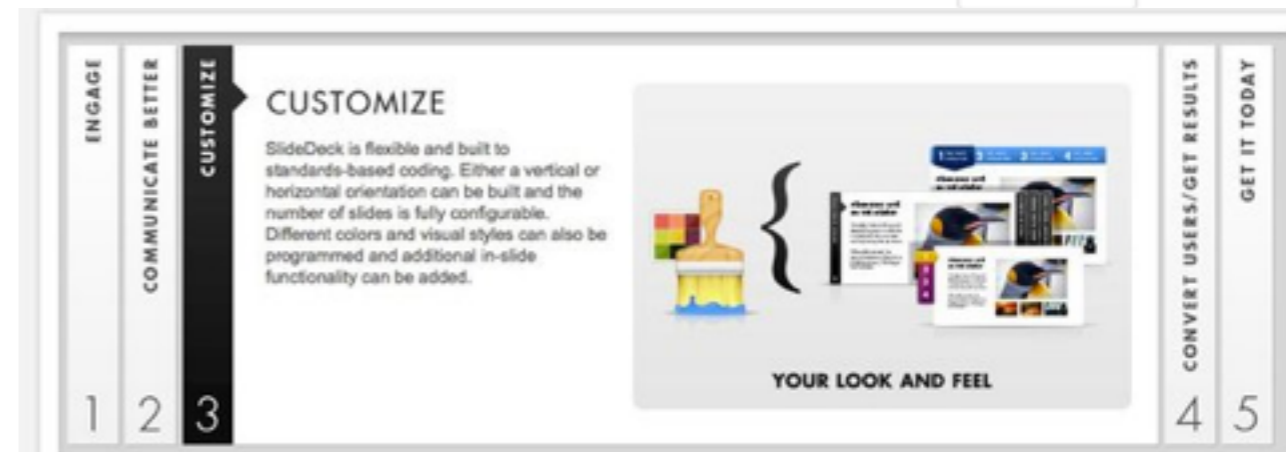 ENGAGE
1
COMMUNICATE BETTER
2
CUSTOMIZE
3
CUSTOMIZE
SlideDeck is flexible and built to
standards-based coding. Either a vertical or
horizontal orientation can be built and the
number of slides is fully configurable.
Different colors and visual styles can also be
programmed and additional in-slide
functionality can be added.
YOUR LOOK AND FEEL
CONVERT USERS/GET RESULTS
4
GET IT TODAY
5